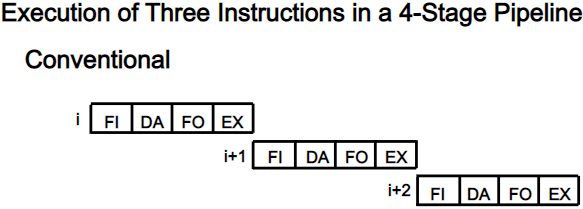 Execution of Three Instructions in a 4-Stage Pipeline
Conventional
i FI DA FO EX
i+1 FI DA FO EX
i+2 FI DA FO EX